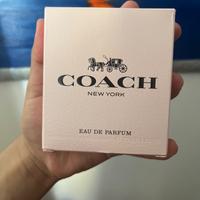 COACH
NEW YORK
EAU DE PARFUM